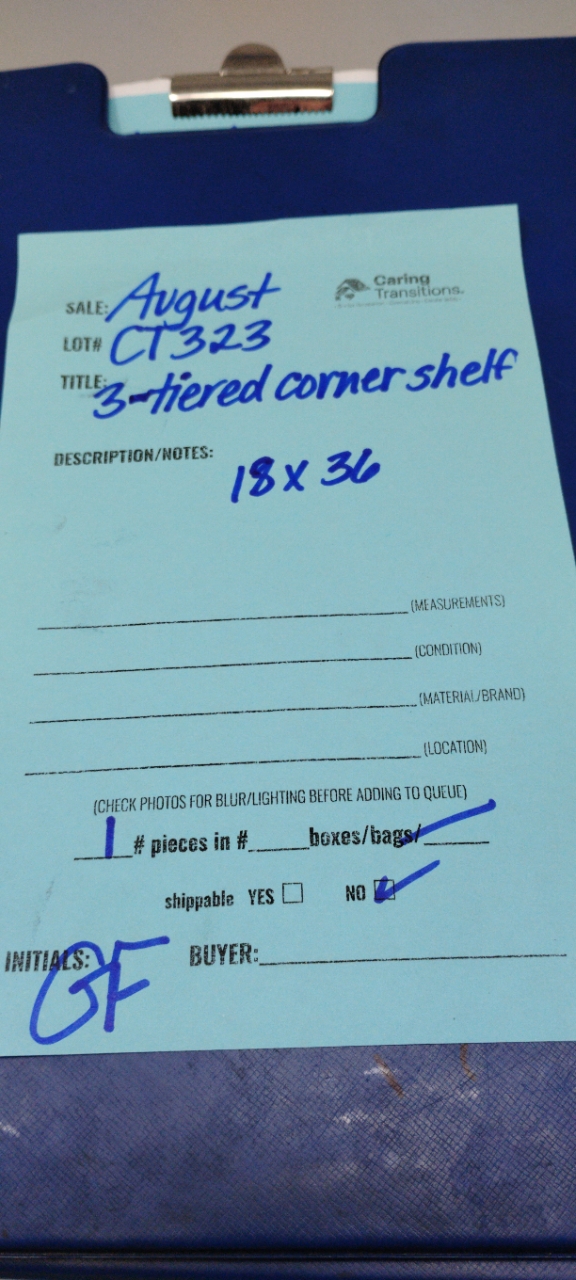 Caring
Transitions.
SALE: August
LOT# CT323
TITLE: 3-tiered corner shelf
DESCRIPTION/NOTES:
18 x 36
(MEASUREMENTS)
(CONDITION)
(MATERIAL/BRAND)
(LOCATION)
(CHECK PHOTOS FOR BLUR/LIGHTING BEFORE ADDING TO QUEUE)
1 # pieces in # boxes/bags/
shippable YES ☐ NO ☑
INITIALS: GF BUYER: